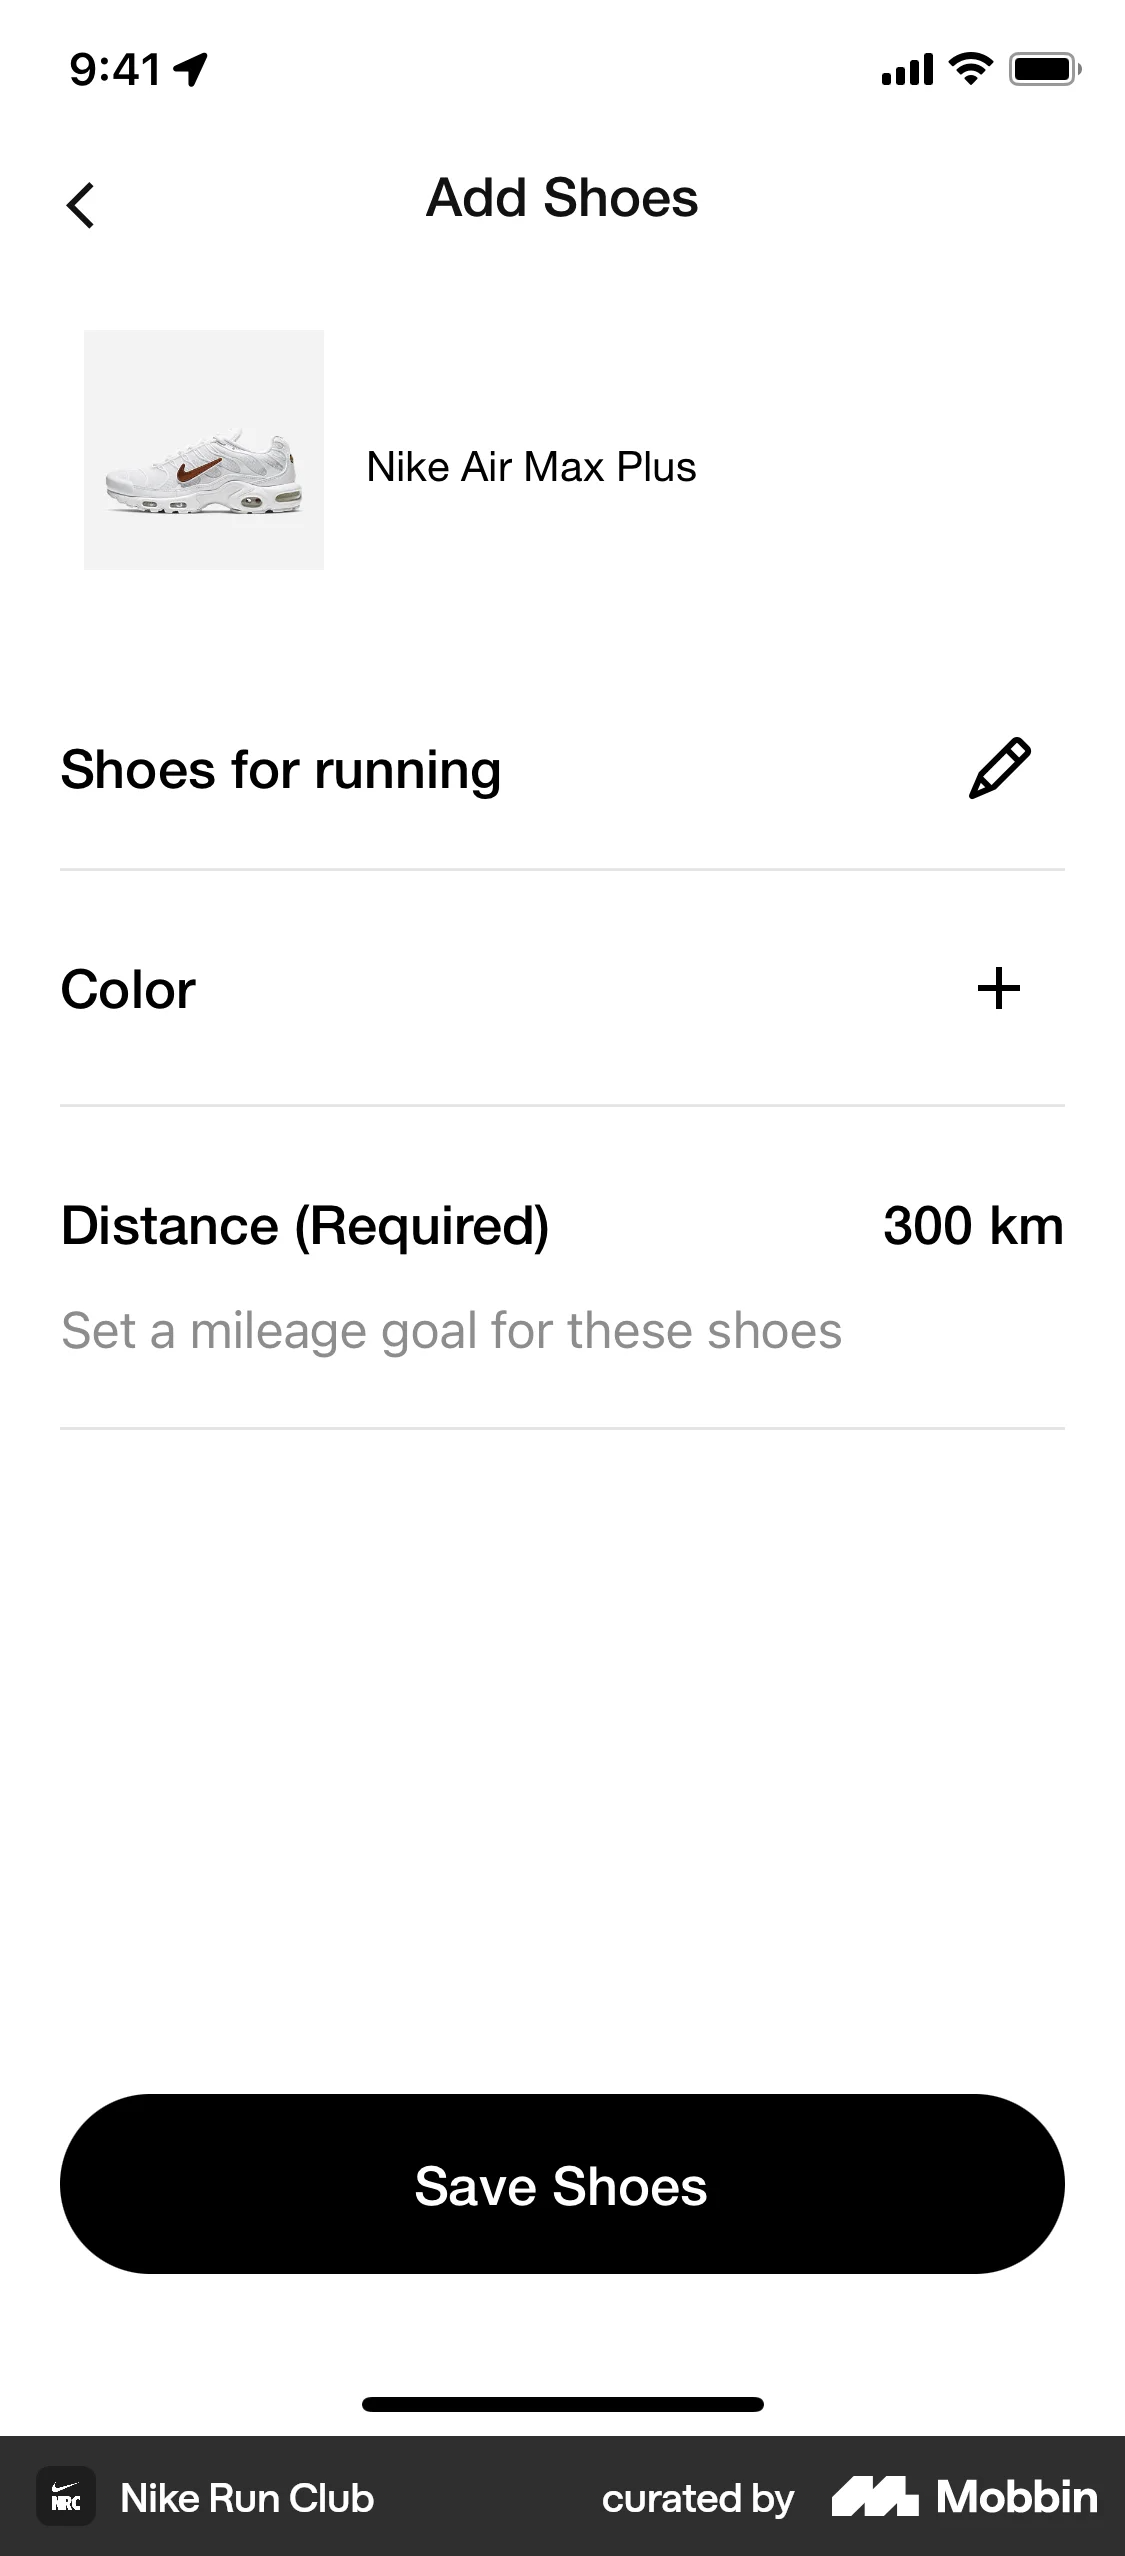 9:41
Add Shoes
Nike Air Max Plus
Shoes for running
Color
Distance (Required) 300 km
Set a mileage goal for these shoes
Save Shoes
NRC Nike Run Club curated by Mobbin